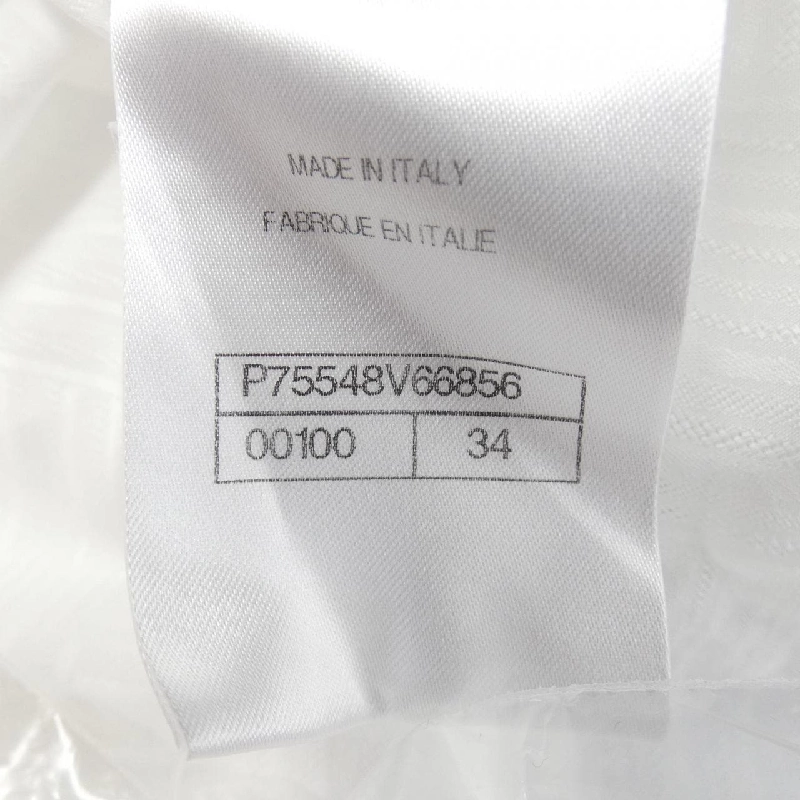 MADE IN ITALY
FABRIQUE EN ITALIE
P75548V66856
00100 34